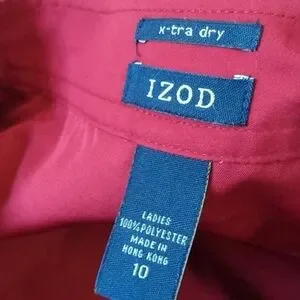 x-tra dry
IZOD
LADIES
100% POLYESTER
MADE IN
HONG KONG
10